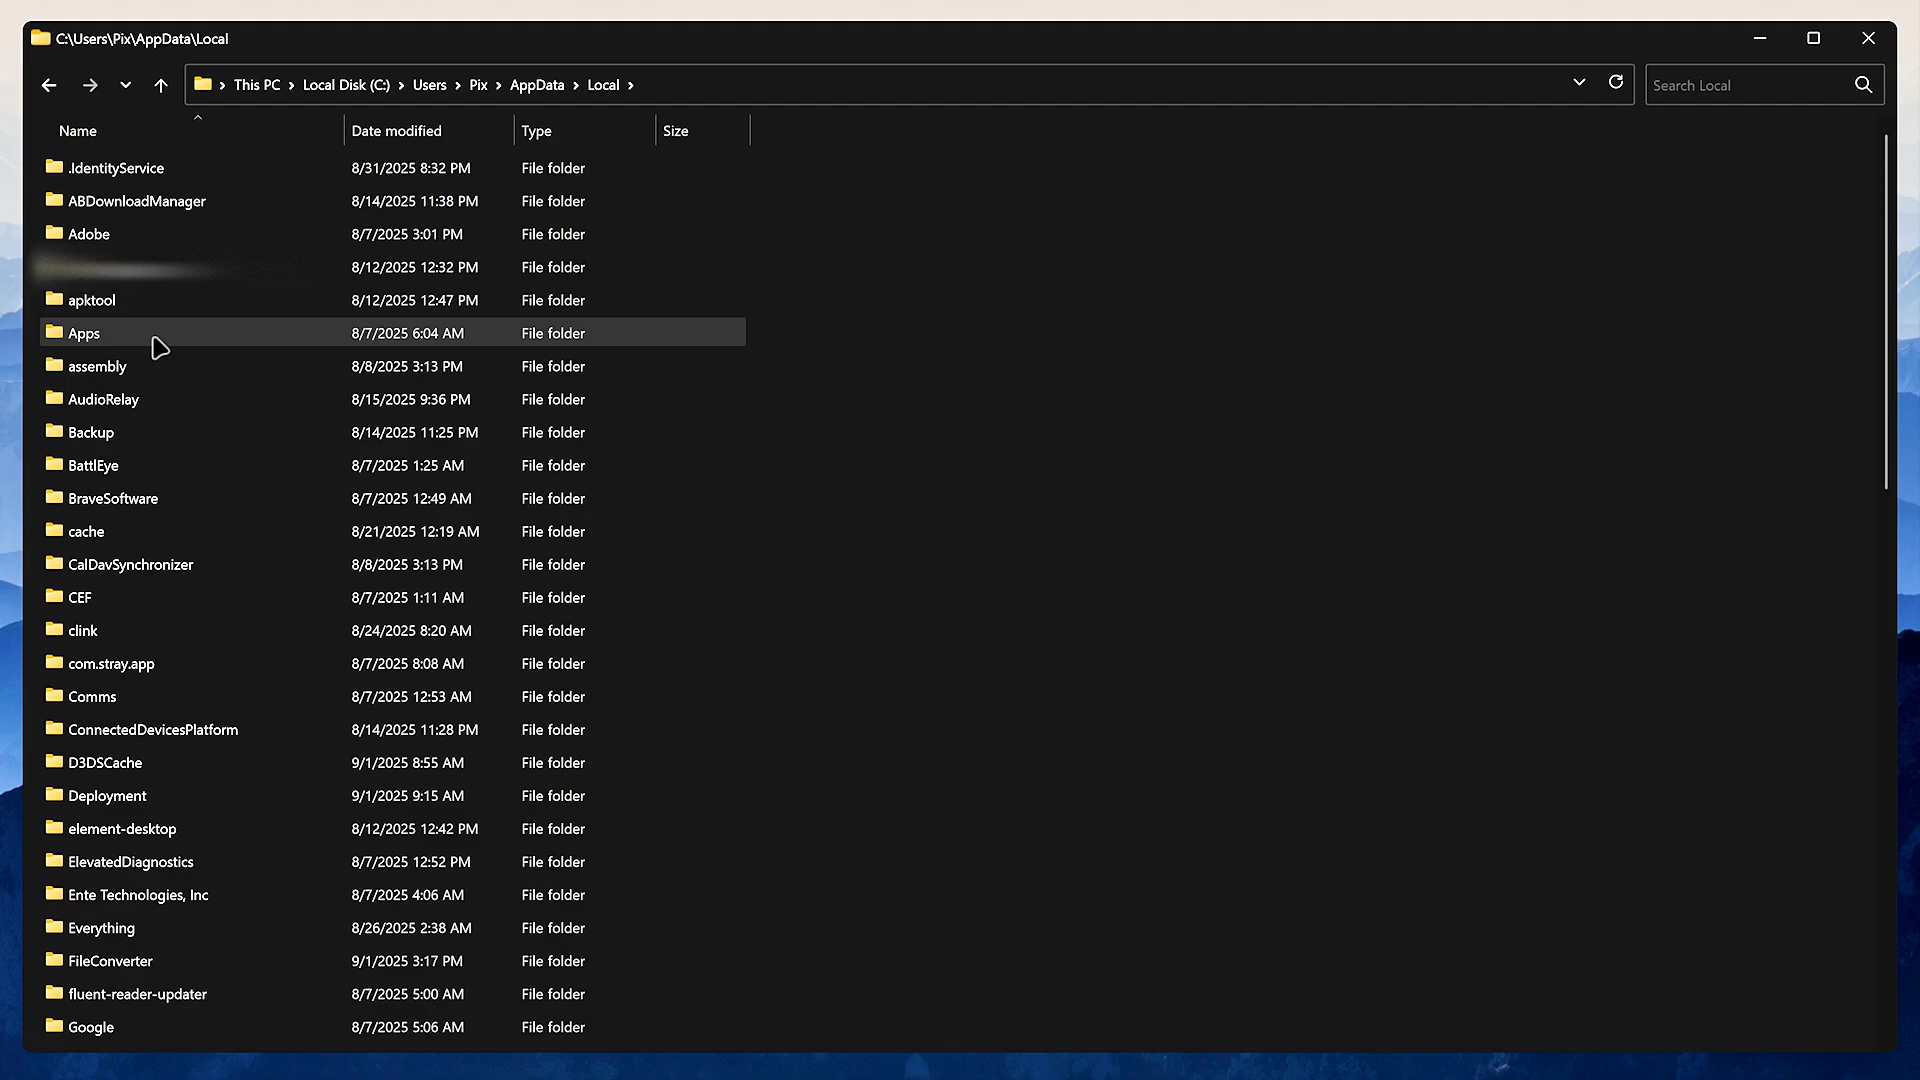 C:\Users\Pix\AppData\Local
This PC > Local Disk (C:) > Users > Pix > AppData > Local >
Search Local
Name Date modified Type Size
.IdentityService 8/31/2025 8:32 PM File folder
ABDownloadManager 8/14/2025 11:38 PM File folder
Adobe 8/7/2025 3:01 PM File folder
8/12/2025 12:32 PM File folder
apktool 8/12/2025 12:47 PM File folder
Apps 8/7/2025 6:04 AM File folder
assembly 8/8/2025 3:13 PM File folder
AudioRelay 8/15/2025 9:36 PM File folder
Backup 8/14/2025 11:25 PM File folder
BattlEye 8/7/2025 1:25 AM File folder
BraveSoftware 8/7/2025 12:49 AM File folder
cache 8/21/2025 12:19 AM File folder
CalDavSynchronizer 8/8/2025 3:13 PM File folder
CEF 8/7/2025 1:11 AM File folder
clink 8/24/2025 8:20 AM File folder
com.stray.app 8/7/2025 8:08 AM File folder
Comms 8/7/2025 12:53 AM File folder
ConnectedDevicesPlatform 8/14/2025 11:28 PM File folder
D3DSCache 9/1/2025 8:55 AM File folder
Deployment 9/1/2025 9:15 AM File folder
element-desktop 8/12/2025 12:42 PM File folder
ElevatedDiagnostics 8/7/2025 12:52 PM File folder
Ente Technologies, Inc 8/7/2025 4:06 AM File folder
Everything 8/26/2025 2:38 AM File folder
FileConverter 9/1/2025 3:17 PM File folder
fluent-reader-updater 8/7/2025 5:00 AM File folder
Google 8/7/2025 5:06 AM File folder